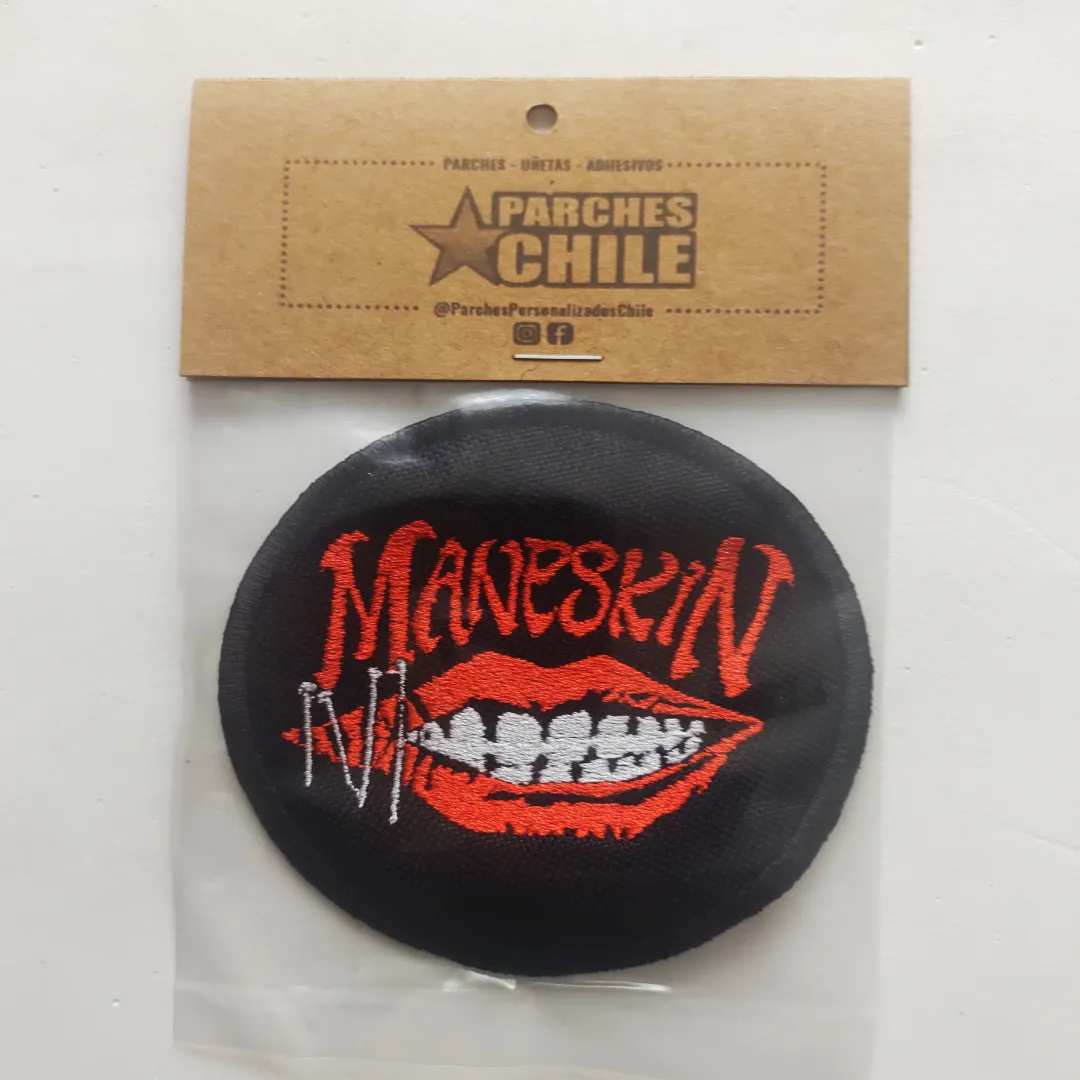 PARCHES - UÑETAS - ADHESIVOS
PARCHES
CHILE
@ParchesPersonalizadosChile
MANESKIN